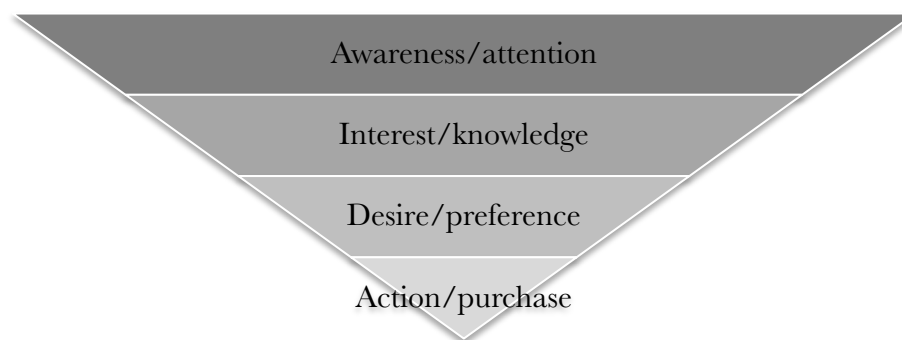 Awareness/attention
Interest/knowledge
Desire/preference
Action/purchase